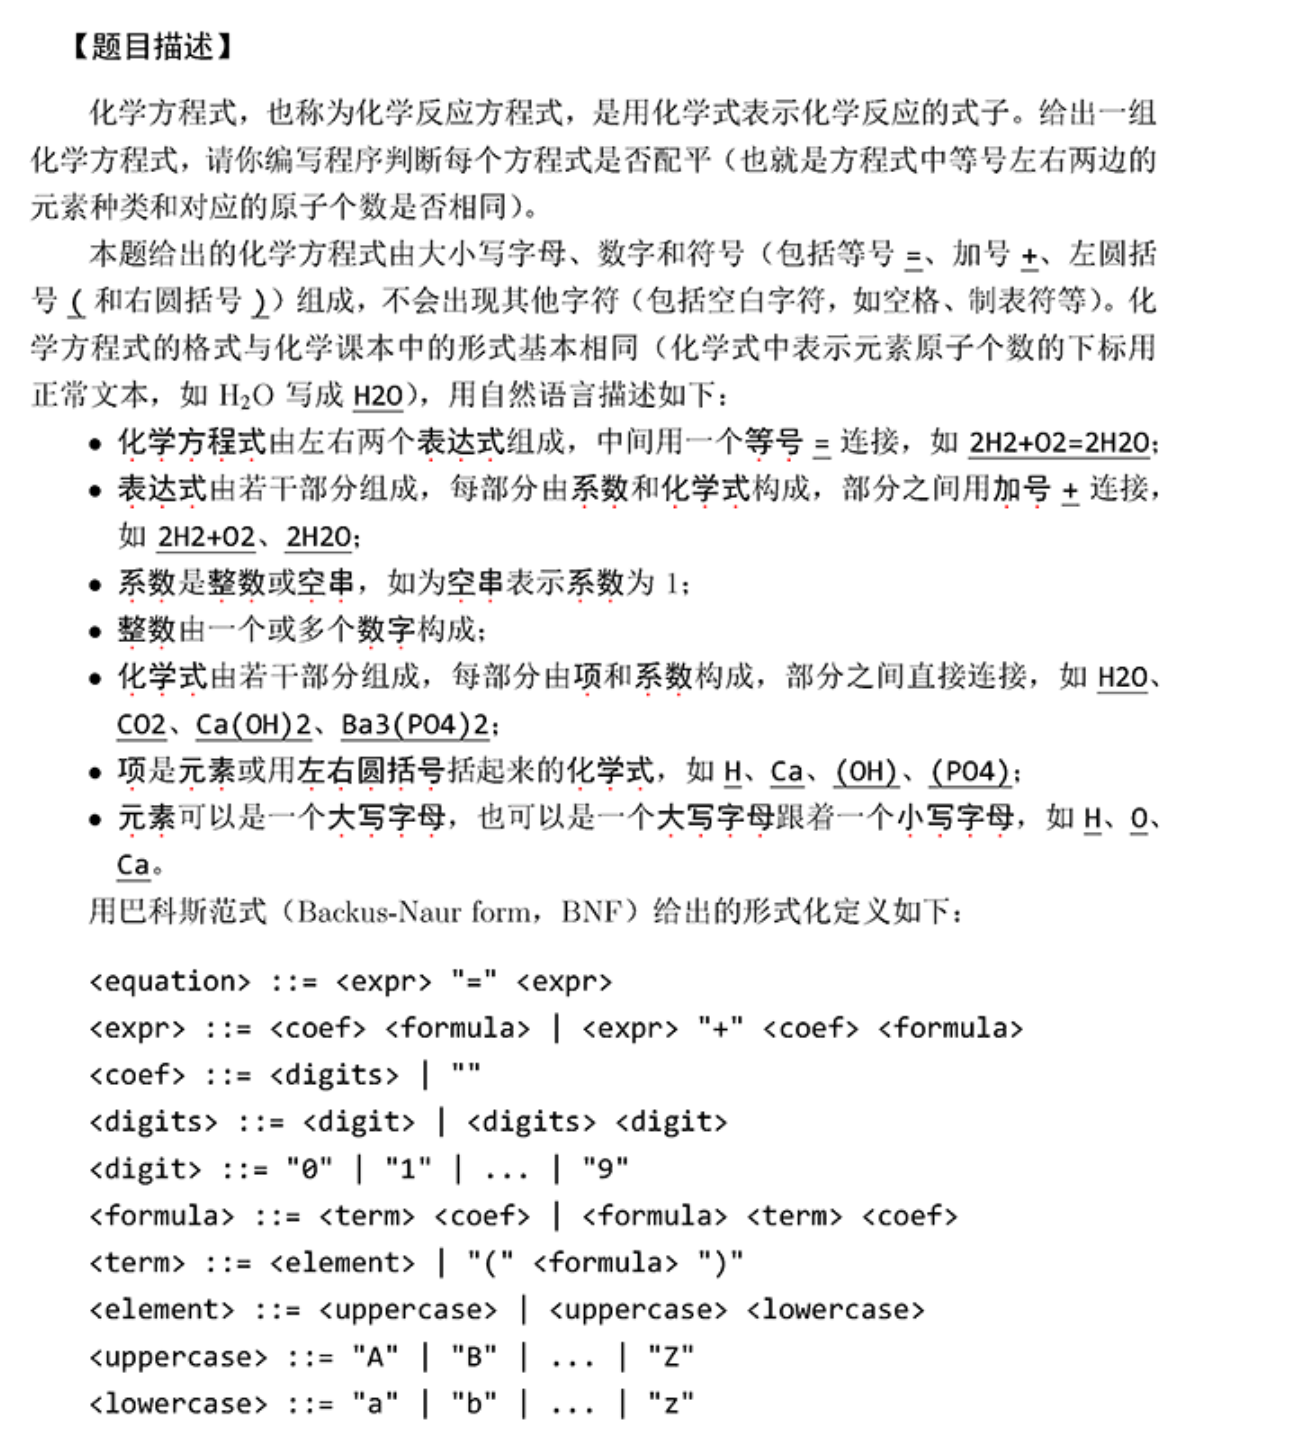 【题目描述】
化学方程式，也称为化学反应方程式，是用化学式表示化学反应的式子。给出一组
化学方程式，请你编写程序判断每个方程式是否配平（也就是方程式中等号左右两边的
元素种类和对应的原子个数是否相同）。
本题给出的化学方程式由大小写字母、数字和符号（包括等号 =、加号 +、左圆括
号 ( 和右圆括号 )）组成，不会出现其他字符（包括空白字符，如空格、制表符等）。化
学方程式的格式与化学课本中的形式基本相同（化学式中表示元素原子个数的下标用
正常文本，如 H₂O 写成 H2O），用自然语言描述如下：
● 化学方程式由左右两个表达式组成，中间用一个等号 = 连接，如 2H2+O2=2H2O；
● 表达式由若干部分组成，每部分由系数和化学式构成，部分之间用加号 + 连接，
如 2H2+O2、2H2O；
● 系数是整数或空串，如为空串表示系数为 1；
● 整数由一个或多个数字构成；
● 化学式由若干部分组成，每部分由项和系数构成，部分之间直接连接，如 H2O、
CO2、Ca(OH)2、Ba3(PO4)2；
● 项是元素或用左右圆括号括起来的化学式，如 H、Ca、(OH)、(PO4)；
● 元素可以是一个大写字母，也可以是一个大写字母跟着一个小写字母，如 H、O、
Ca。
用巴科斯范式（Backus-Naur form，BNF）给出的形式化定义如下：
<equation> ::= <expr> "=" <expr>
<expr> ::= <coef> <formula> | <expr> "+" <coef> <formula>
<coef> ::= <digits> | ""
<digits> ::= <digit> | <digits> <digit>
<digit> ::= "0" | "1" | ... | "9"
<formula> ::= <term> <coef> | <formula> <term> <coef>
<term> ::= <element> | "(" <formula> ")"
<element> ::= <uppercase> | <uppercase> <lowercase>
<uppercase> ::= "A" | "B" | ... | "Z"
<lowercase> ::= "a" | "b" | ... | "z"